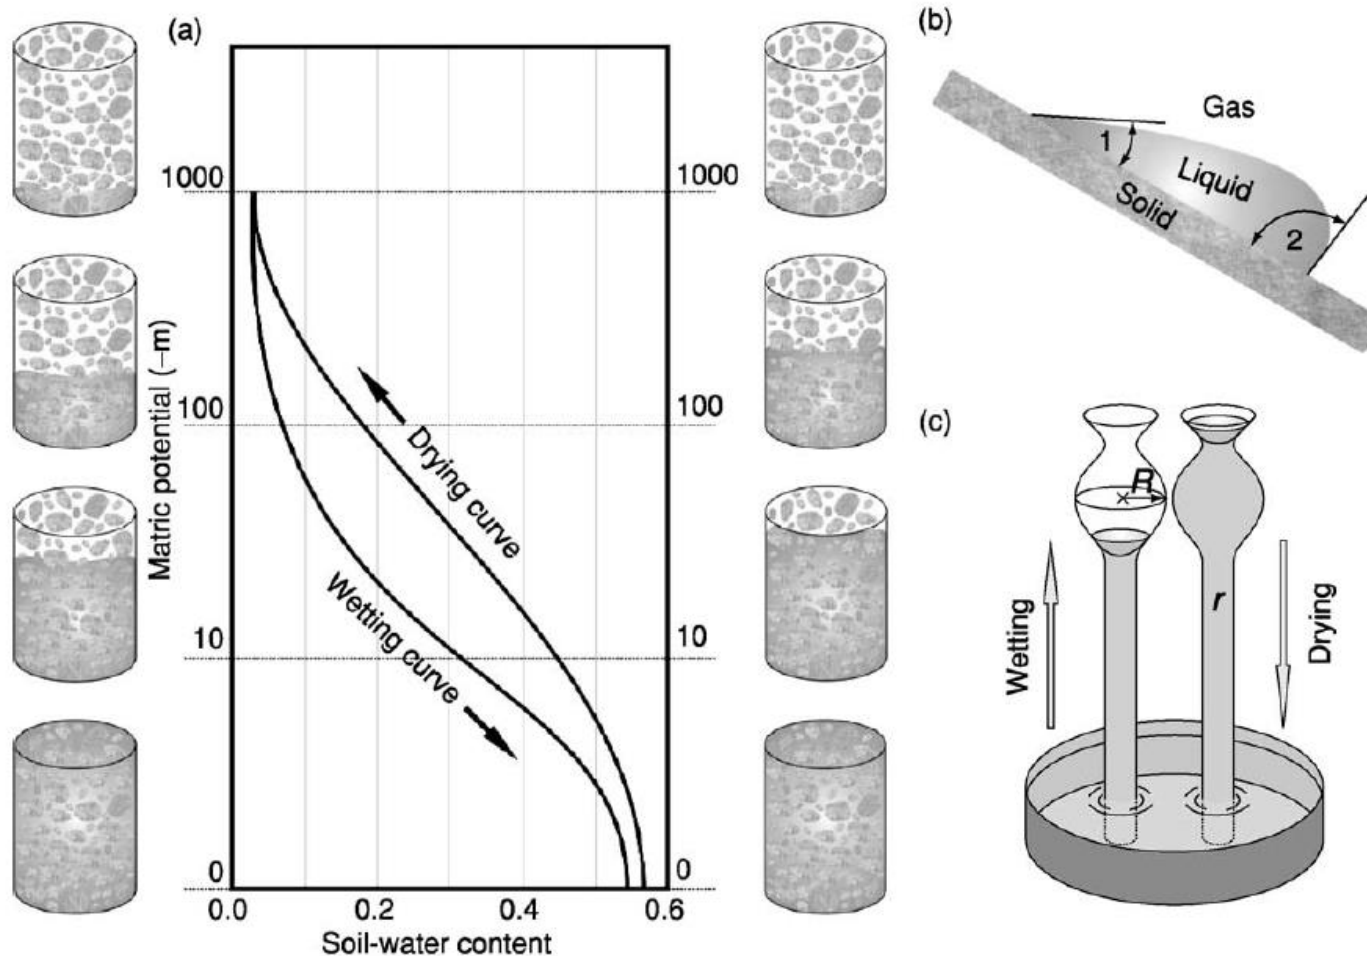 (a)
1000
100
10
0
Matric potential (–m)
1000
100
10
0
Drying curve
Wetting curve
0.0
0.2
0.4
0.6
Soil-water content
(b)
Gas
1
Liquid
Solid
2
(c)
R
r
Wetting
Drying